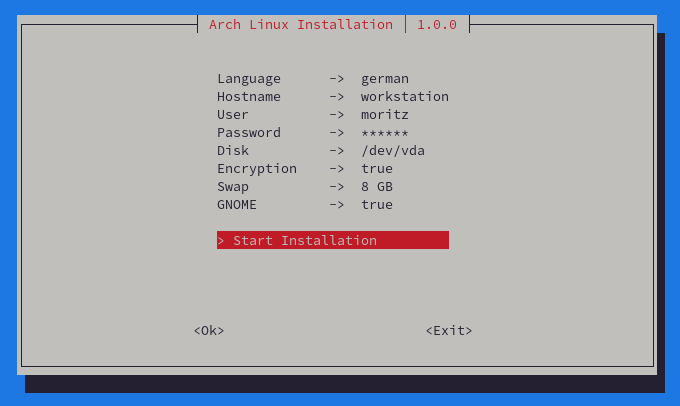 Arch Linux Installation │ 1.0.0
Language -> german
Hostname -> workstation
User -> moritz
Password -> ******
Disk -> /dev/vda
Encryption -> true
Swap -> 8 GB
GNOME -> true
> Start Installation
<Ok> <Exit>